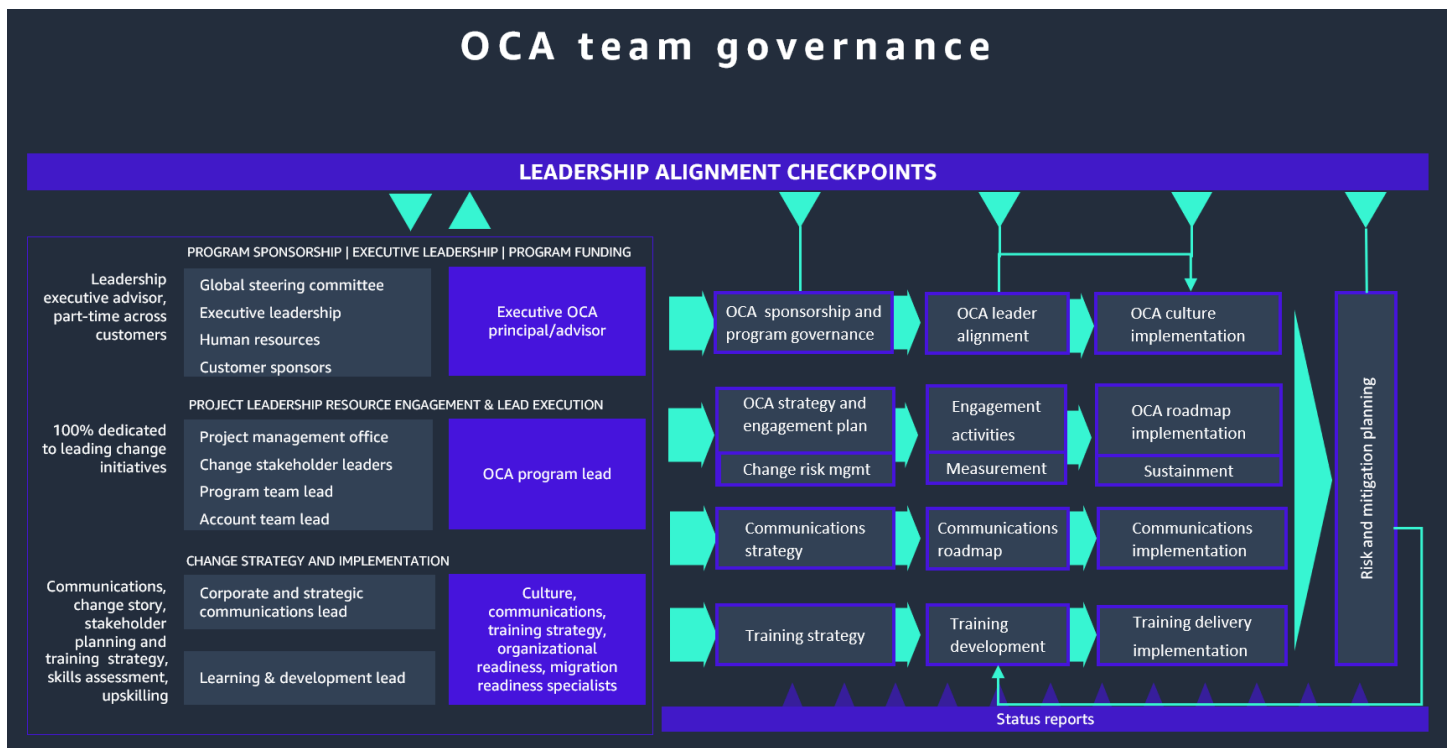 OCA team governance
LEADERSHIP ALIGNMENT CHECKPOINTS
PROGRAM SPONSORSHIP | EXECUTIVE LEADERSHIP | PROGRAM FUNDING
Leadership
executive advisor,
part-time across
customers
Global steering committee
Executive leadership
Human resources
Customer sponsors
Executive OCA
principal/advisor
PROJECT LEADERSHIP RESOURCE ENGAGEMENT & LEAD EXECUTION
100% dedicated
to leading change
initiatives
Project management office
Change stakeholder leaders
Program team lead
Account team lead
OCA program lead
CHANGE STRATEGY AND IMPLEMENTATION
Communications,
change story,
stakeholder
planning and
training strategy,
skills assessment,
upskilling
Corporate and strategic
communications lead
Learning & development lead
Culture,
communications,
training strategy,
organizational
readiness, migration
readiness specialists
OCA sponsorship and
program governance
OCA leader
alignment
OCA culture
implementation
OCA strategy and
engagement plan
Change risk mgmt
Engagement
activities
Measurement
OCA roadmap
implementation
Sustainment
Communications
strategy
Communications
roadmap
Communications
implementation
Training strategy
Training
development
Training delivery
implementation
Risk and mitigation planning
Status reports